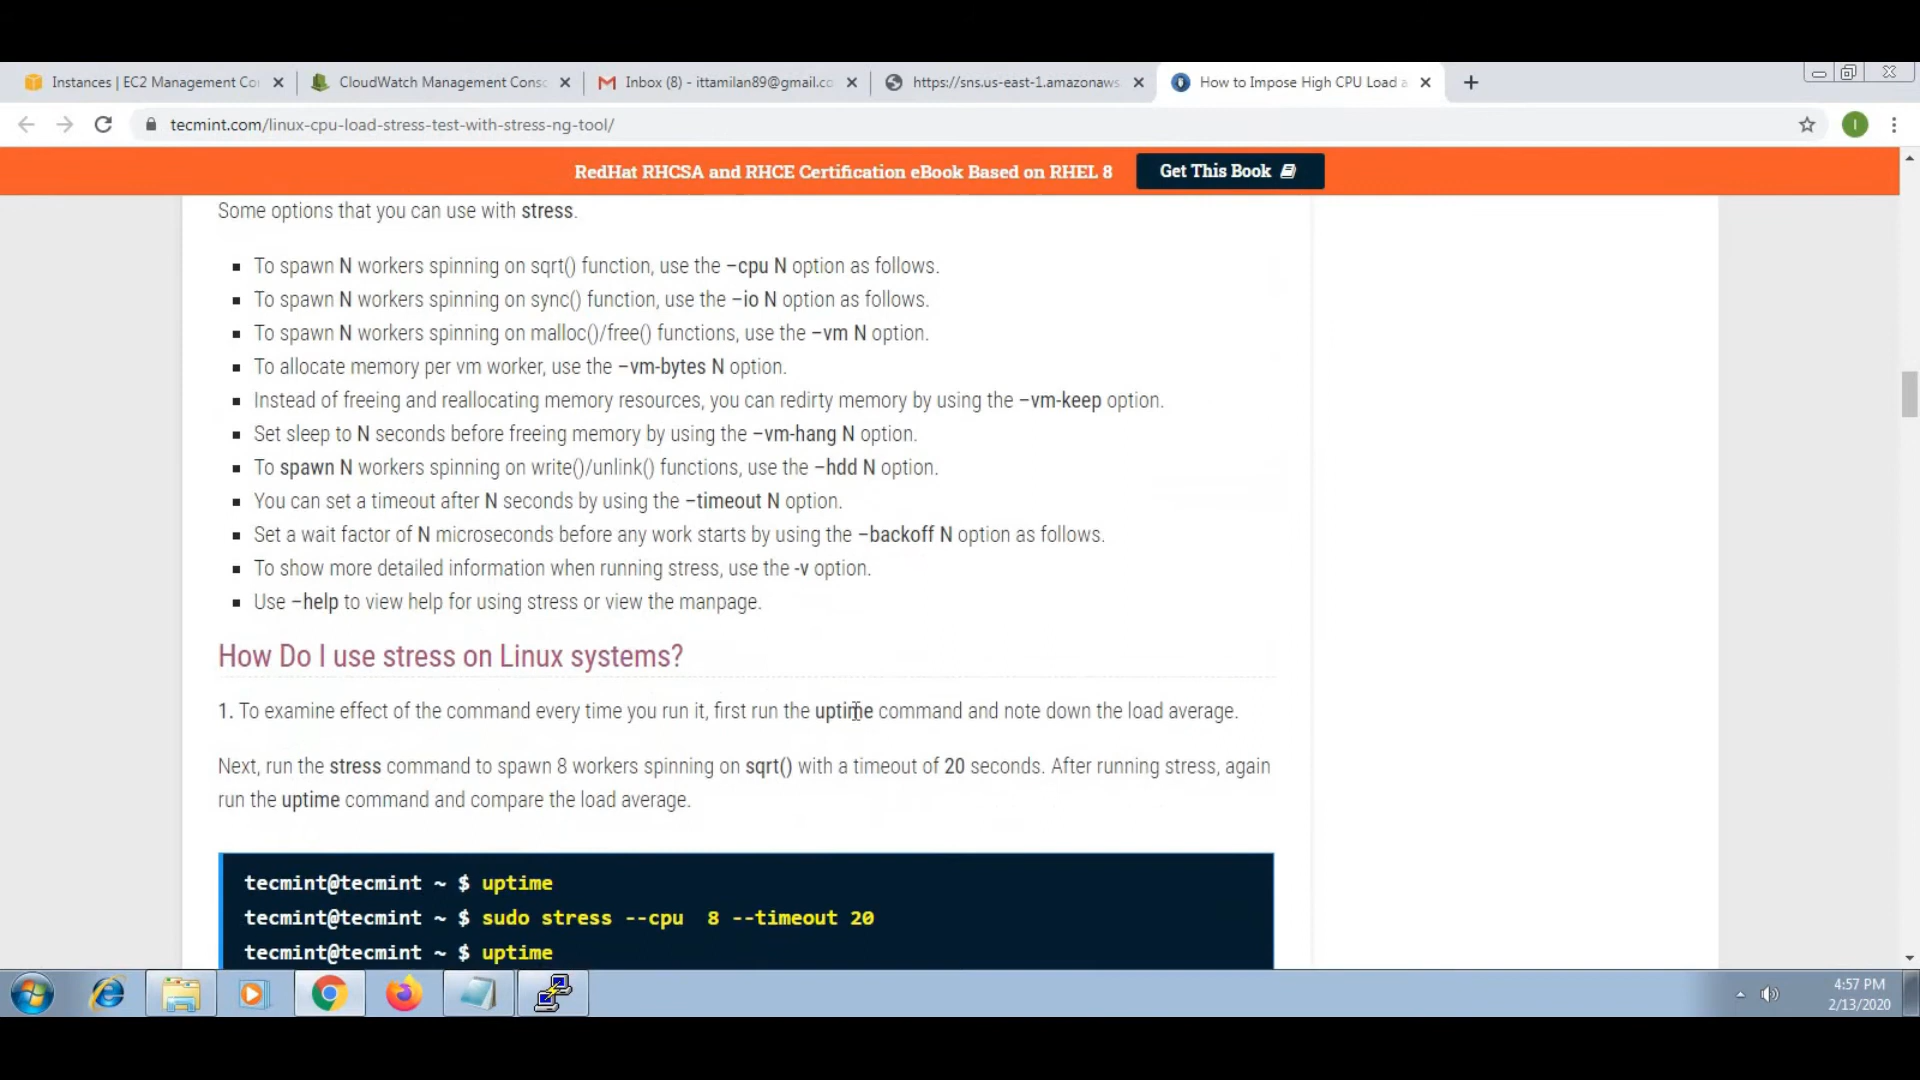 Instances | EC2 Management Co
CloudWatch Management Conso
Inbox (8) - ittamilan89@gmail.co
https://sns.us-east-1.amazonaws
How to Impose High CPU Load a
tecmint.com/linux-cpu-load-stress-test-with-stress-ng-tool/
I
RedHat RHCSA and RHCE Certification eBook Based on RHEL 8
Get This Book
Some options that you can use with stress.
To spawn N workers spinning on sqrt() function, use the –cpu N option as follows.
To spawn N workers spinning on sync() function, use the –io N option as follows.
To spawn N workers spinning on malloc()/free() functions, use the –vm N option.
To allocate memory per vm worker, use the –vm-bytes N option.
Instead of freeing and reallocating memory resources, you can redirty memory by using the –vm-keep option.
Set sleep to N seconds before freeing memory by using the –vm-hang N option.
To spawn N workers spinning on write()/unlink() functions, use the –hdd N option.
You can set a timeout after N seconds by using the –timeout N option.
Set a wait factor of N microseconds before any work starts by using the –backoff N option as follows.
To show more detailed information when running stress, use the -v option.
Use –help to view help for using stress or view the manpage.
How Do I use stress on Linux systems?
1. To examine effect of the command every time you run it, first run the uptime command and note down the load average.
Next, run the stress command to spawn 8 workers spinning on sqrt() with a timeout of 20 seconds. After running stress, again
run the uptime command and compare the load average.
tecmint@tecmint ~ $ uptime
tecmint@tecmint ~ $ sudo stress --cpu  8 --timeout 20
tecmint@tecmint ~ $ uptime
4:57 PM
2/13/2020